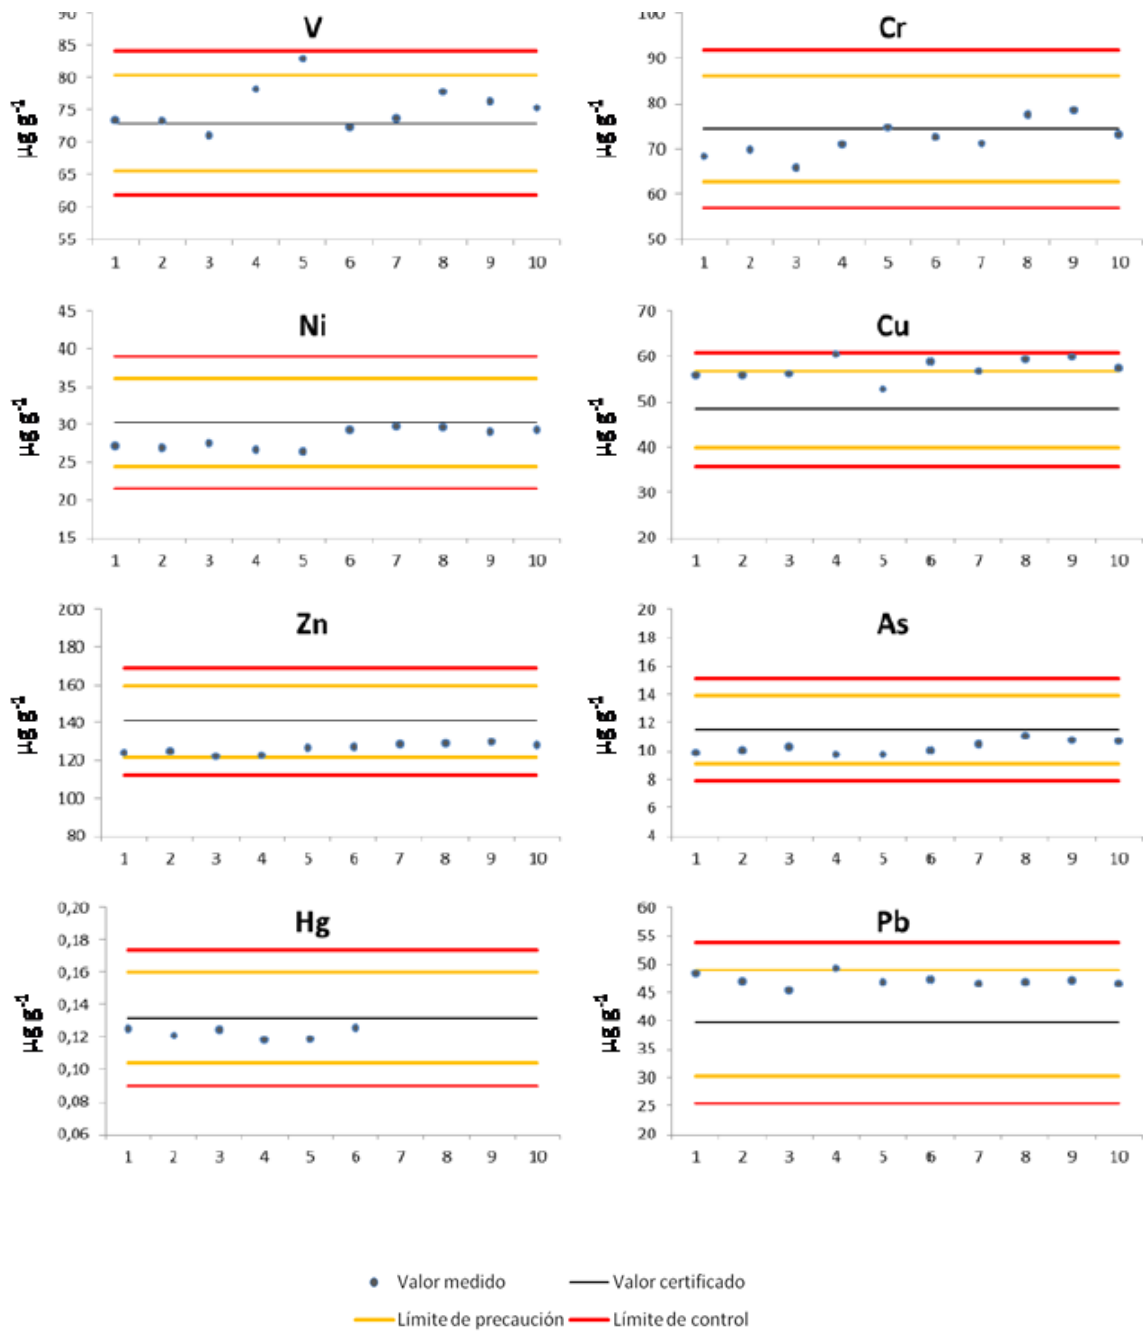 V
µg g⁻¹
90
85
80
75
70
65
60
55
1 2 3 4 5 6 7 8 9 10
Cr
µg g⁻¹
100
90
80
70
60
50
1 2 3 4 5 6 7 8 9 10
Ni
µg g⁻¹
45
40
35
30
25
20
15
1 2 3 4 5 6 7 8 9 10
Cu
µg g⁻¹
70
60
50
40
30
20
1 2 3 4 5 6 7 8 9 10
Zn
µg g⁻¹
200
180
160
140
120
100
80
1 2 3 4 5 6 7 8 9 10
As
µg g⁻¹
20
18
16
14
12
10
8
6
4
1 2 3 4 5 6 7 8 9 10
Hg
µg g⁻¹
0,20
0,18
0,16
0,14
0,12
0,10
0,08
0,06
1 2 3 4 5 6 7 8 9 10
Pb
µg g⁻¹
60
55
50
45
40
35
30
25
20
1 2 3 4 5 6 7 8 9 10
Valor medido Valor certificado
Límite de precaución Límite de control